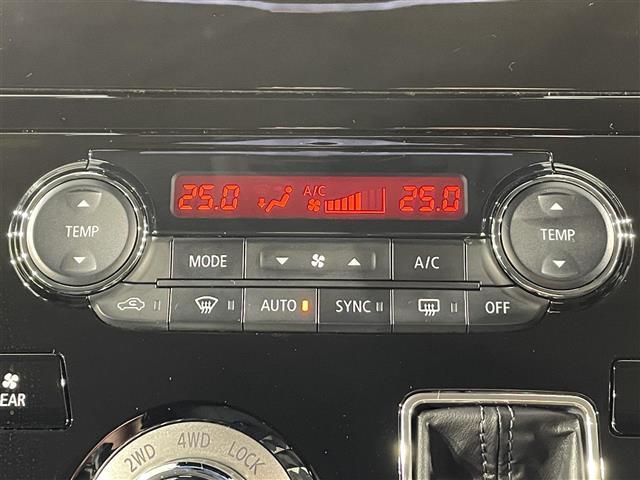 25.0 A/C 25.0
TEMP
TEMP
MODE A/C
AUTO SYNC OFF
EAR
2WD 4WD LOCK